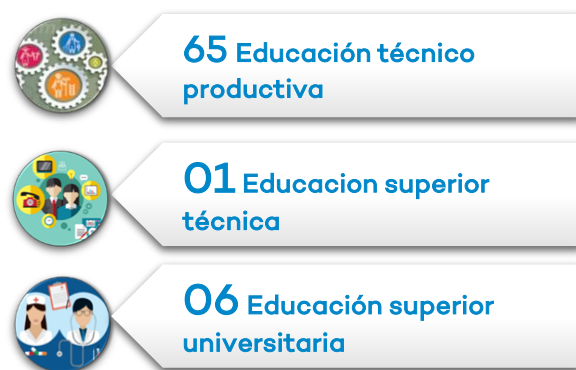 65 Educación técnico
productiva
01 Educacion superior
técnica
06 Educación superior
universitaria